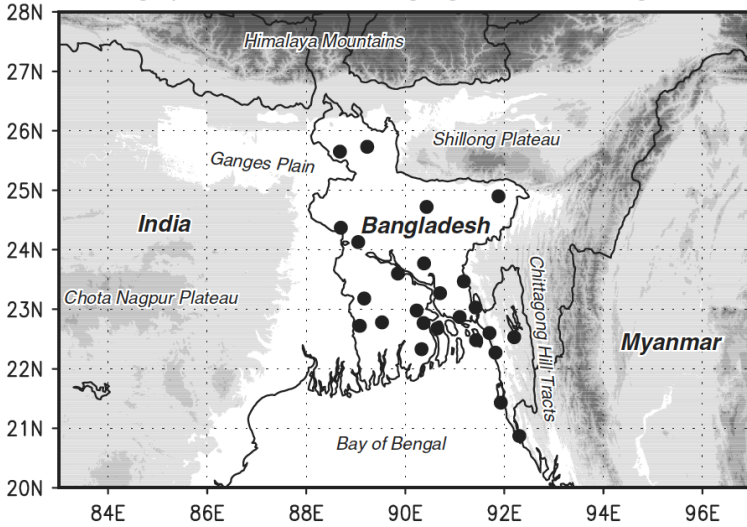 28N
Himalaya Mountains
27N
26N
Shillong Plateau
Ganges Plain
25N
India
Bangladesh
24N
Chota Nagpur Plateau
Chittagong Hill Tracts
23N
Myanmar
22N
21N
Bay of Bengal
20N
84E 86E 88E 90E 92E 94E 96E